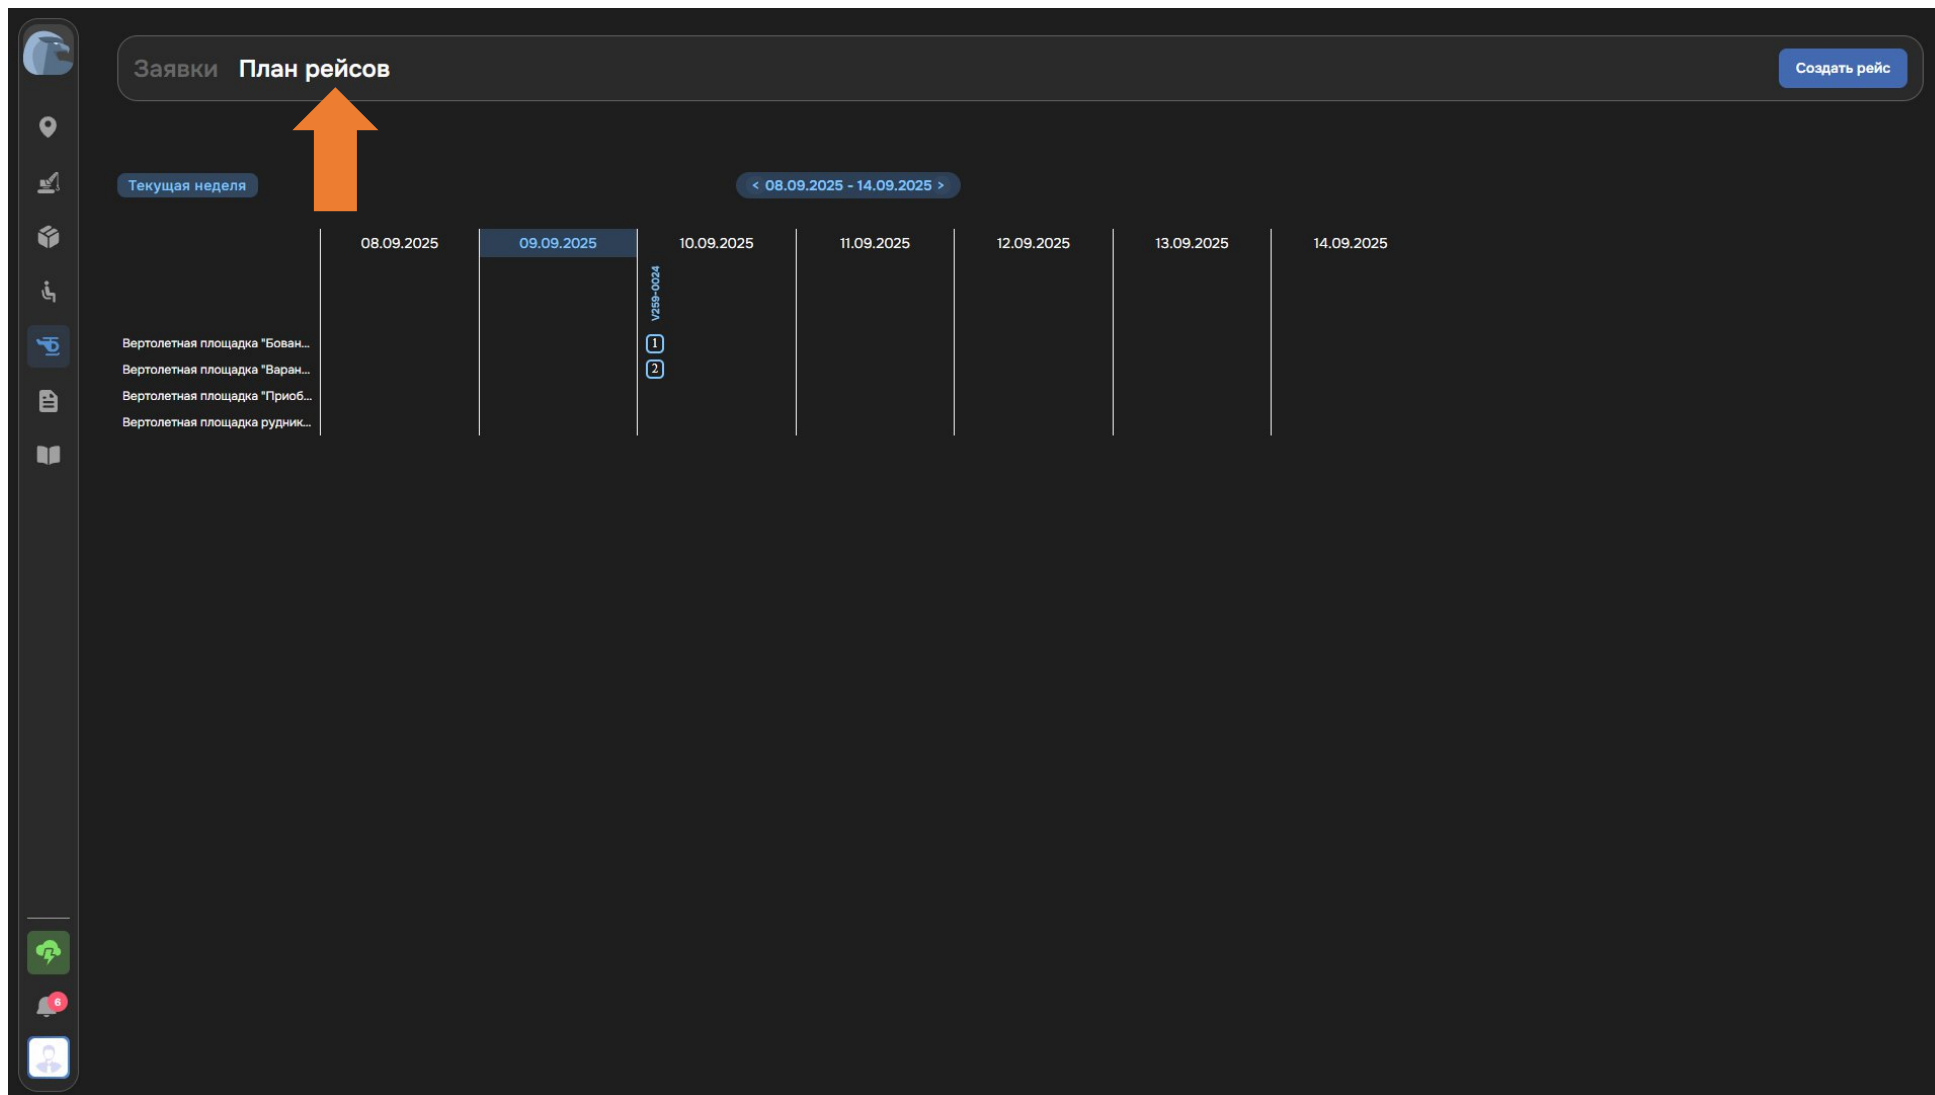 Заявки План рейсов
Создать рейс
Текущая неделя
< 08.09.2025 - 14.09.2025 >
08.09.2025 09.09.2025 10.09.2025 11.09.2025 12.09.2025 13.09.2025 14.09.2025
V259-0024
Вертолетная площадка "Бован... 1
Вертолетная площадка "Варан... 2
Вертолетная площадка "Приоб...
Вертолетная площадка рудник...
6